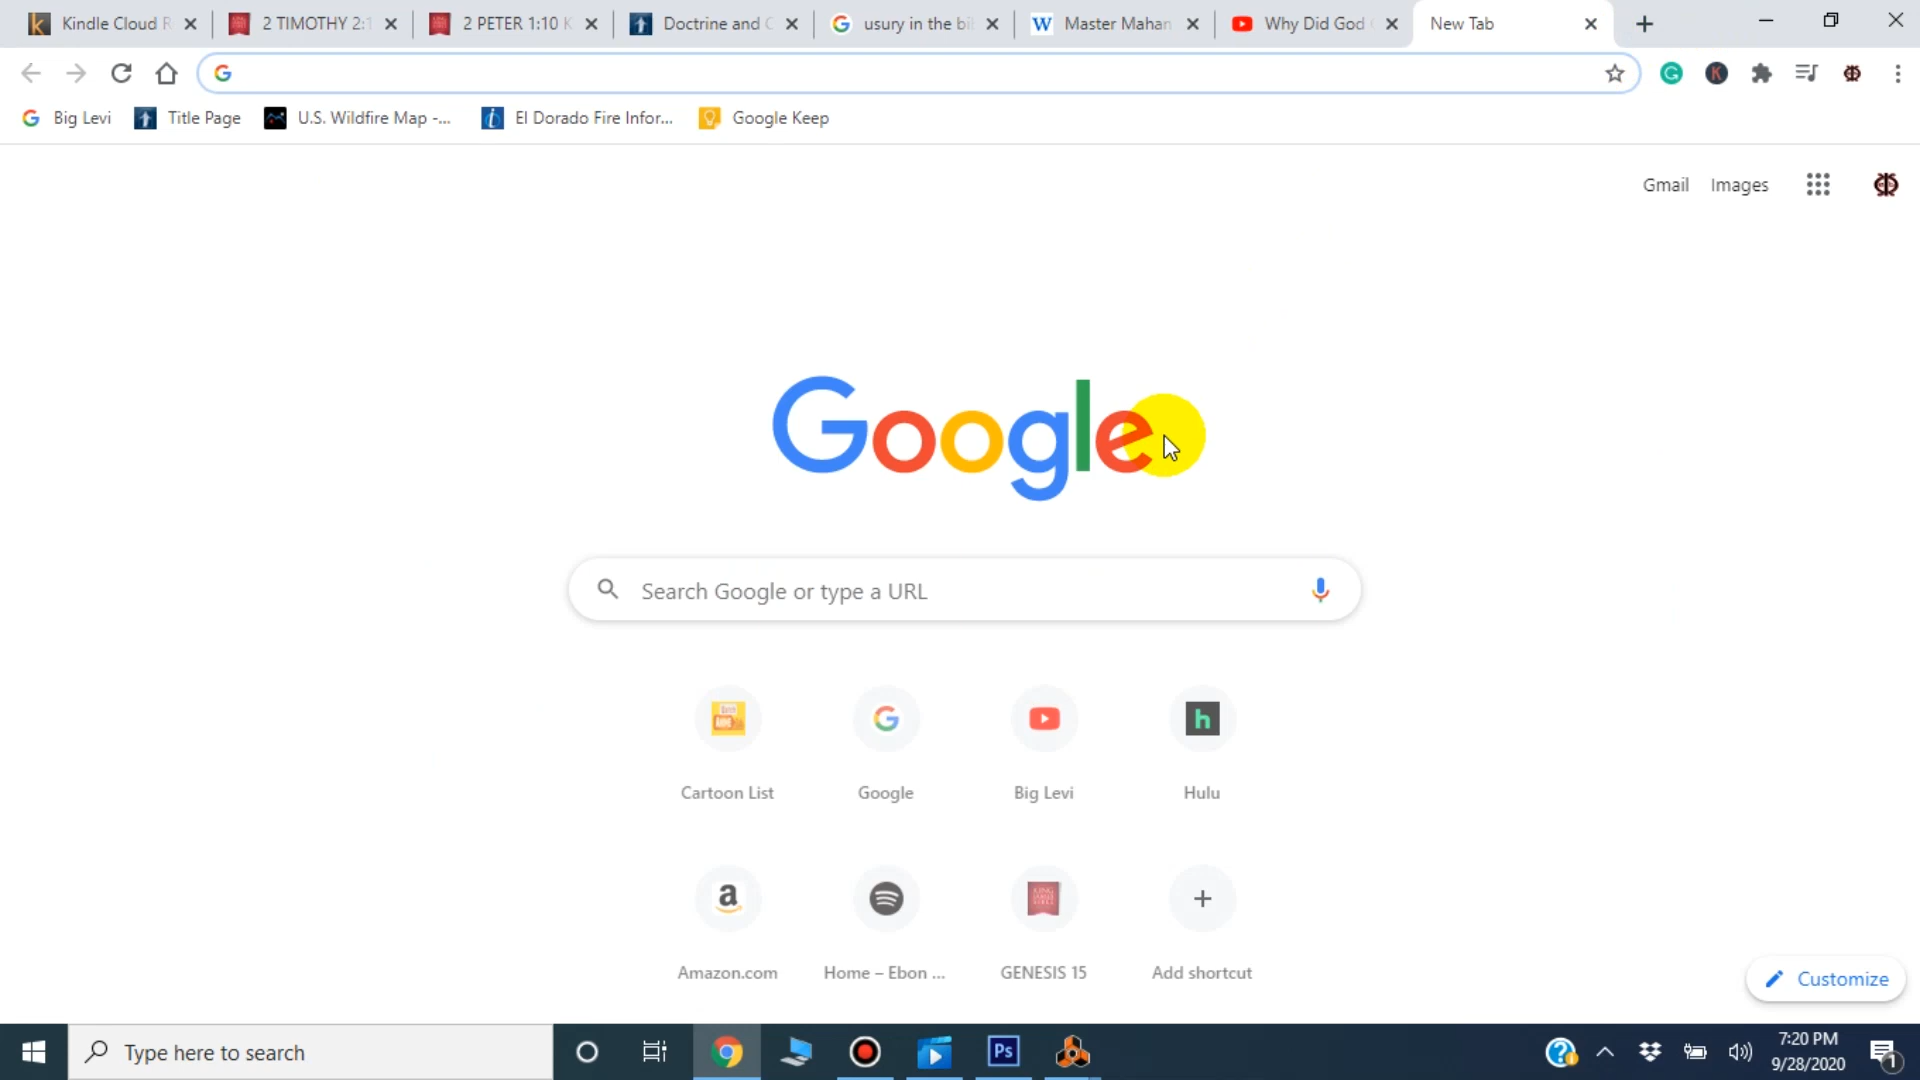 Kindle Cloud R
2 TIMOTHY 2:1
2 PETER 1:10 K
Doctrine and C
usury in the bi
Master Mahan
Why Did God
New Tab
Big Levi
Title Page
U.S. Wildfire Map -...
El Dorado Fire Infor...
Google Keep
Gmail
Images
Google
Search Google or type a URL
Cartoon List
Google
Big Levi
Hulu
Amazon.com
Home – Ebon ...
GENESIS 15
Add shortcut
Customize
Type here to search
Ps
7:20 PM
9/28/2020
1